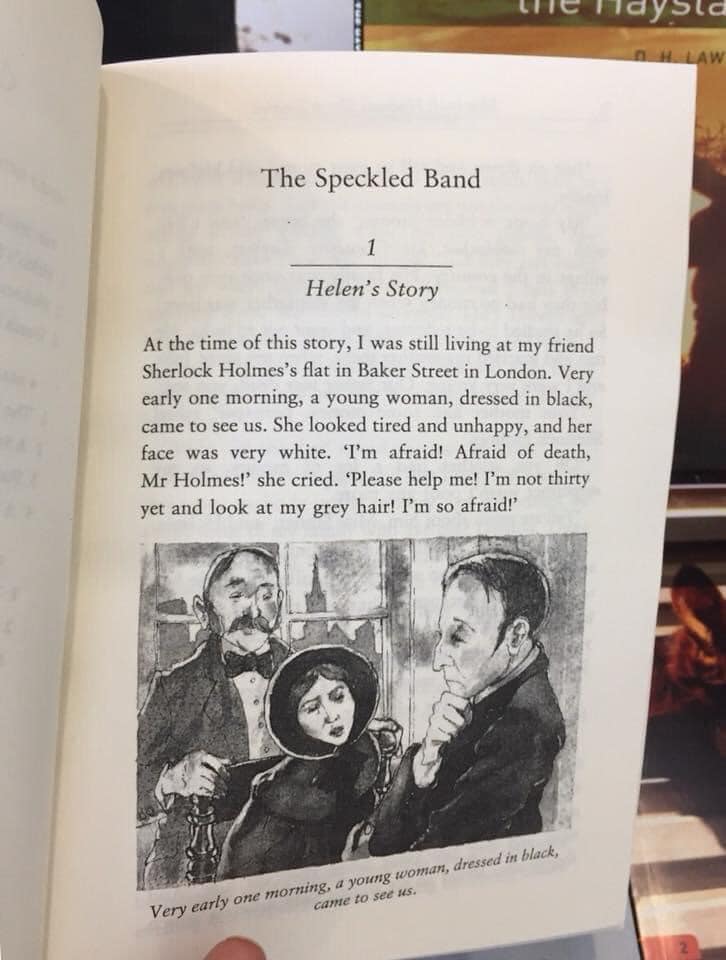 the Haysta
D. H. LAW
The Speckled Band
1
Helen's Story
At the time of this story, I was still living at my friend
Sherlock Holmes's flat in Baker Street in London. Very
early one morning, a young woman, dressed in black,
came to see us. She looked tired and unhappy, and her
face was very white. ‘I'm afraid! Afraid of death,
Mr Holmes!’ she cried. ‘Please help me! I'm not thirty
yet and look at my grey hair! I'm so afraid!’
Very early one morning, a young woman, dressed in black,
came to see us.
2